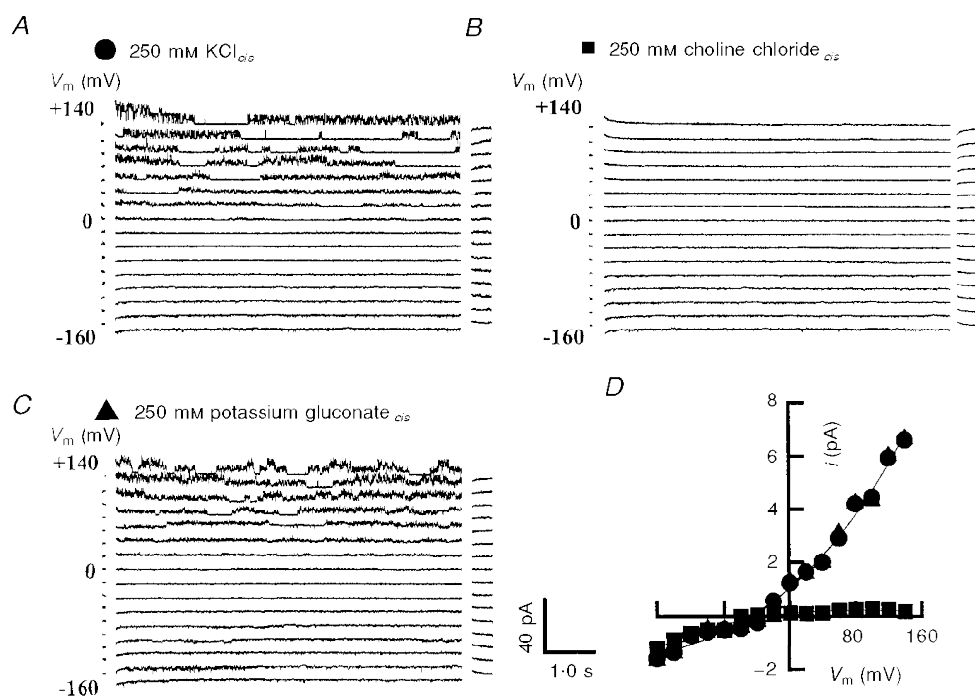 A
● 250 mM KCl cis
Vm (mV)
+140
0
-160
B
■ 250 mM choline chloride cis
Vm (mV)
+140
0
-160
C
▲ 250 mM potassium gluconate cis
Vm (mV)
+140
0
-160
40 pA
1·0 s
D
8
i (pA)
6
4
2
80
160
-2
Vm (mV)